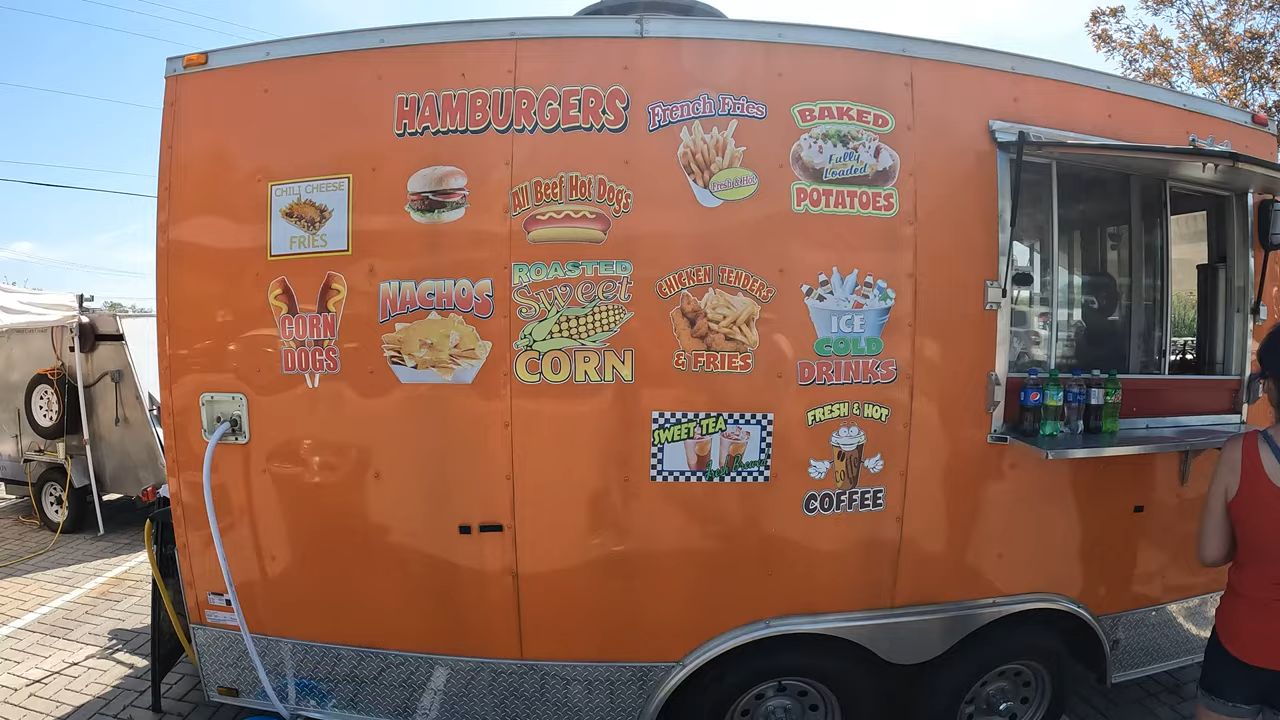 HAMBURGERS
French Fries
Fresh & Hot
BAKED
Fully
Loaded
POTATOES
CHILI CHEESE
FRIES
All Beef Hot Dogs
CORN
DOGS
NACHOS
ROASTED
Sweet
CORN
CHICKEN TENDERS
& FRIES
ICE
COLD
DRINKS
SWEET TEA
Fresh Brewed
FRESH & HOT
COFFEE